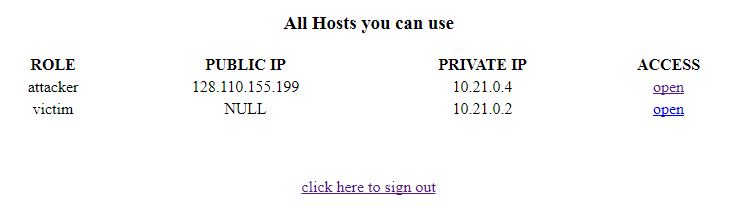 All Hosts you can use
ROLE PUBLIC IP PRIVATE IP ACCESS
attacker 128.110.155.199 10.21.0.4 open
victim NULL 10.21.0.2 open
click here to sign out